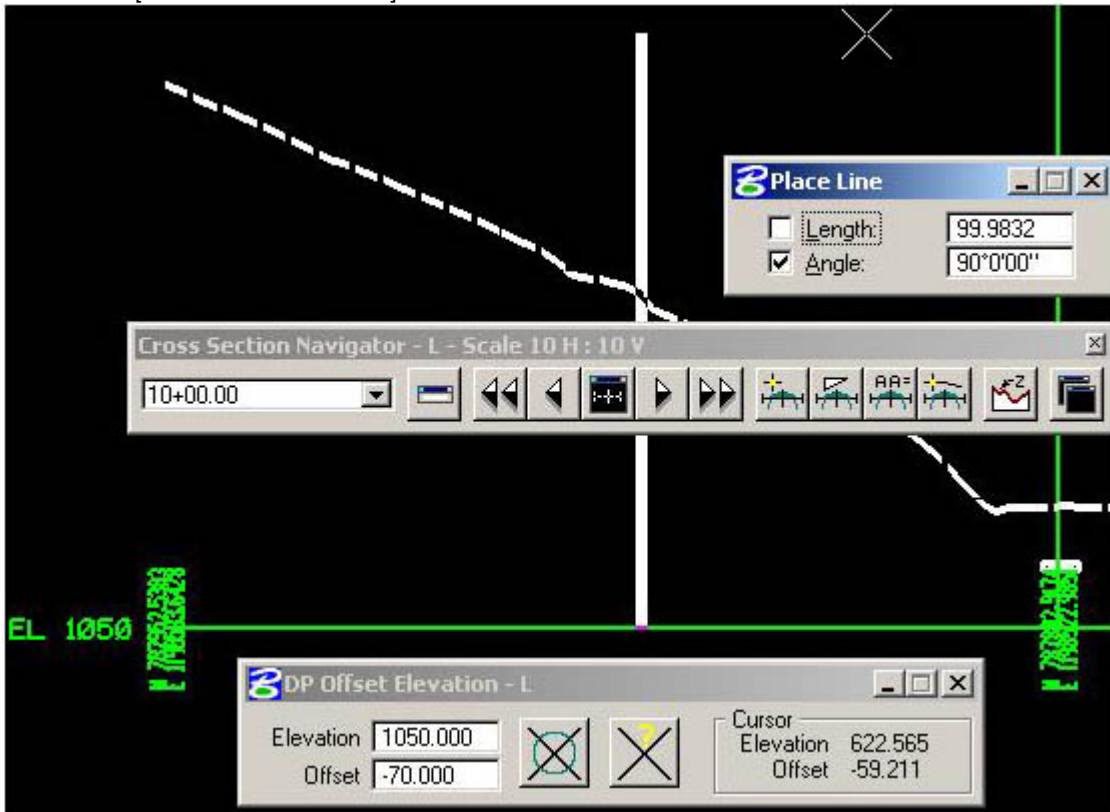 Place Line
Length: 99.9832
Angle: 90°0'00"
Cross Section Navigator - L - Scale 10 H : 10 V
10+00.00
AA=
Z
EL 1050
DP Offset Elevation - L
Elevation 1050.000
Offset -70.000
?
Cursor
Elevation 622.565
Offset -59.211